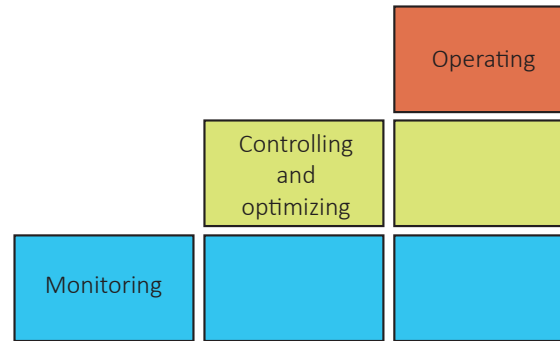 Operating
Controlling
and
optimizing
Monitoring